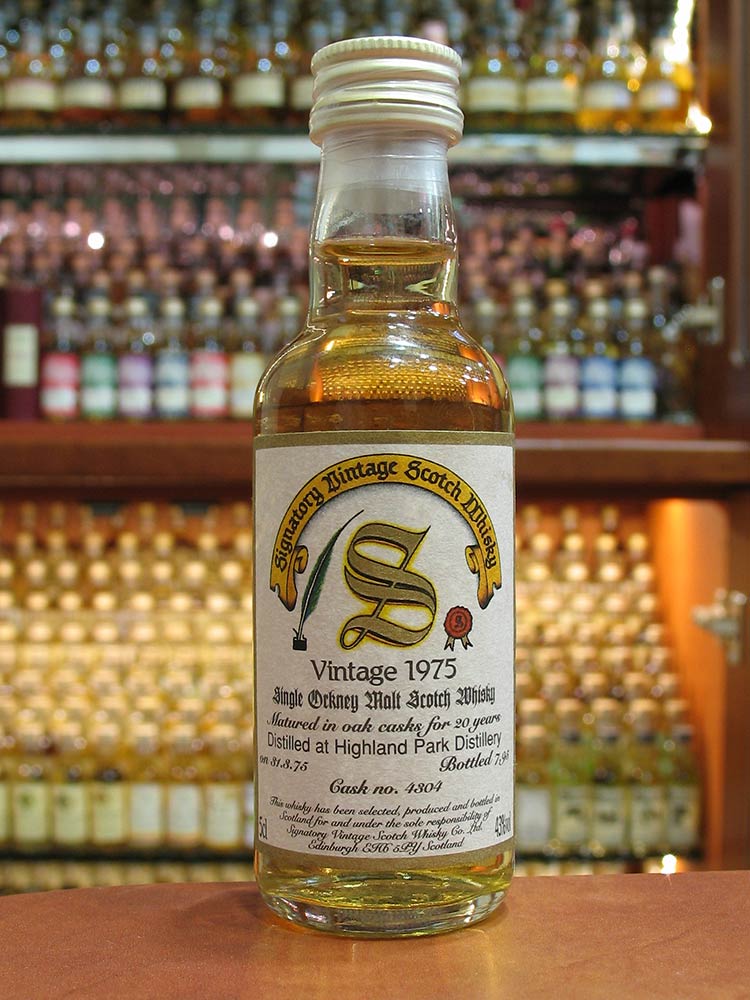 Signatory Vintage Scotch Whisky
S
Vintage 1975
Single Orkney Malt Scotch Whisky
Matured in oak casks for 20 years
Distilled at Highland Park Distillery
on 31.3.75 Bottled 7.95
Cask no. 4304
This whisky has been selected, produced and bottled in
Scotland for and under the sole responsibility of
5cl Signatory Vintage Scotch Whisky Co. Ltd. 43%vol
Edinburgh EH6 5PY Scotland